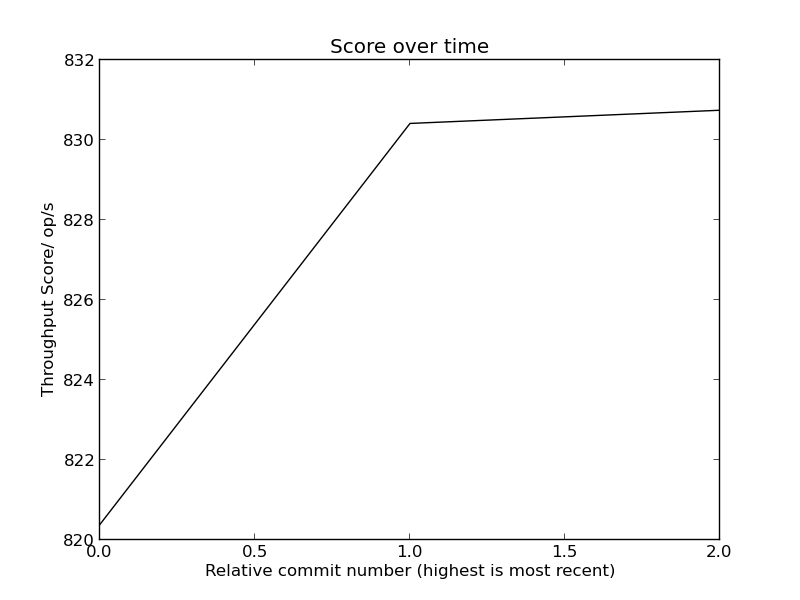 Score over time
832
830
828
826
824
822
820
Throughput Score/ op/s
0.0 0.5 1.0 1.5 2.0
Relative commit number (highest is most recent)